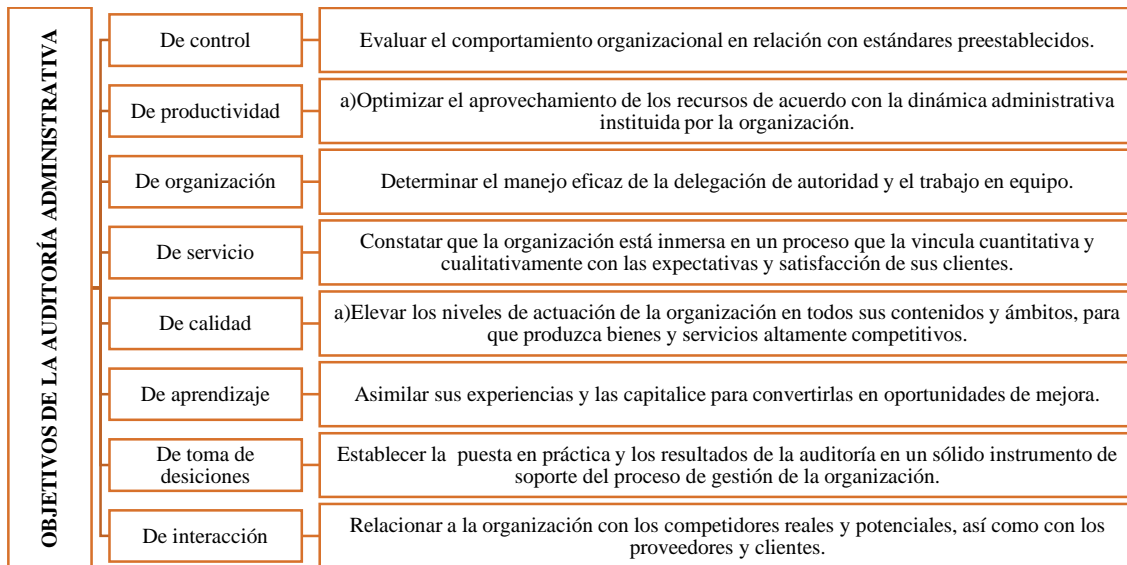 OBJETIVOS DE LA AUDITORÍA ADMINISTRATIVA
De control
Evaluar el comportamiento organizacional en relación con estándares preestablecidos.
De productividad
a)Optimizar el aprovechamiento de los recursos de acuerdo con la dinámica administrativa
instituida por la organización.
De organización
Determinar el manejo eficaz de la delegación de autoridad y el trabajo en equipo.
De servicio
Constatar que la organización está inmersa en un proceso que la vincula cuantitativa y
cualitativamente con las expectativas y satisfacción de sus clientes.
De calidad
a)Elevar los niveles de actuación de la organización en todos sus contenidos y ámbitos, para
que produzca bienes y servicios altamente competitivos.
De aprendizaje
Asimilar sus experiencias y las capitalice para convertirlas en oportunidades de mejora.
De toma de
desiciones
Establecer la  puesta en práctica y los resultados de la auditoría en un sólido instrumento de
soporte del proceso de gestión de la organización.
De interacción
Relacionar a la organización con los competidores reales y potenciales, así como con los
proveedores y clientes.